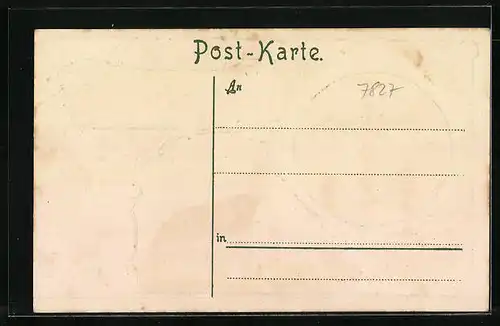 Post-Karte.
An
7827
in